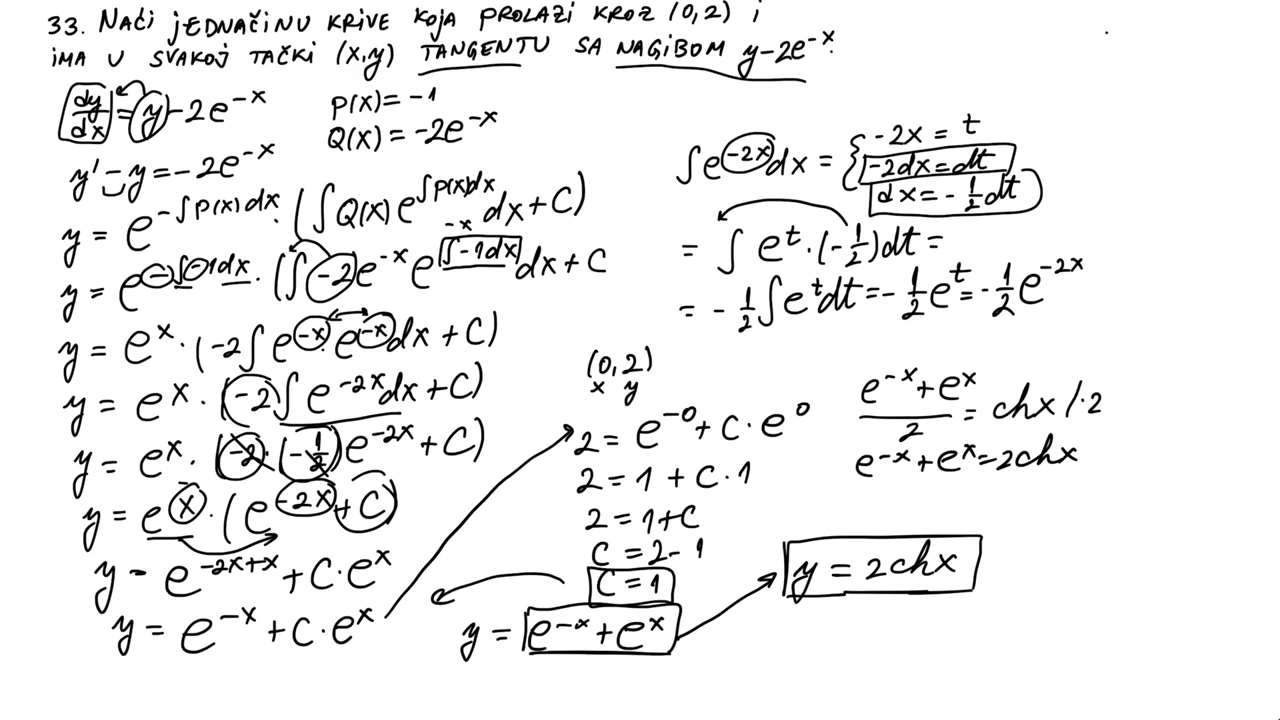 33. NAĆI JEDNAČINU KRIVE KOJA PROLAZI KROZ (0,2) I
IMA U SVAKOJ TAČKI (x,y) TANGENTU SA NAGIBOM y-2e^{-x}.
dy/dx = y - 2e^{-x}
y' - y = -2e^{-x}
P(x) = -1
Q(x) = -2e^{-x}
y = e^{-∫P(x)dx} · (∫Q(x)e^{∫P(x)dx}dx + C)
y = e^{-∫-1dx} · (∫-2e^{-x} e^{∫-1dx}dx + C
-x
y = e^x · (-2∫e^{-x} · e^{-x}dx + C)
y = e^x · (-2∫e^{-2x}dx + C)
y = e^x · (-2 · (-1/2)e^{-2x} + C)
y = e^x · (e^{-2x} + C)
y = e^{-2x+x} + C · e^x
y = e^{-x} + C · e^x
∫e^{-2x}dx = {-2x = t
-2dx = dt
dx = -1/2 dt
= ∫e^t · (-1/2)dt =
= -1/2∫e^t dt = -1/2 e^t = -1/2 e^{-2x}
(0,2)
x y
2 = e^{-0} + C · e^0
2 = 1 + C · 1
2 = 1+C
C = 2-1
C = 1
y = e^{-x} + e^x
(e^{-x} + e^x)/2 = chx /·2
e^{-x} + e^x = 2chx
y = 2chx